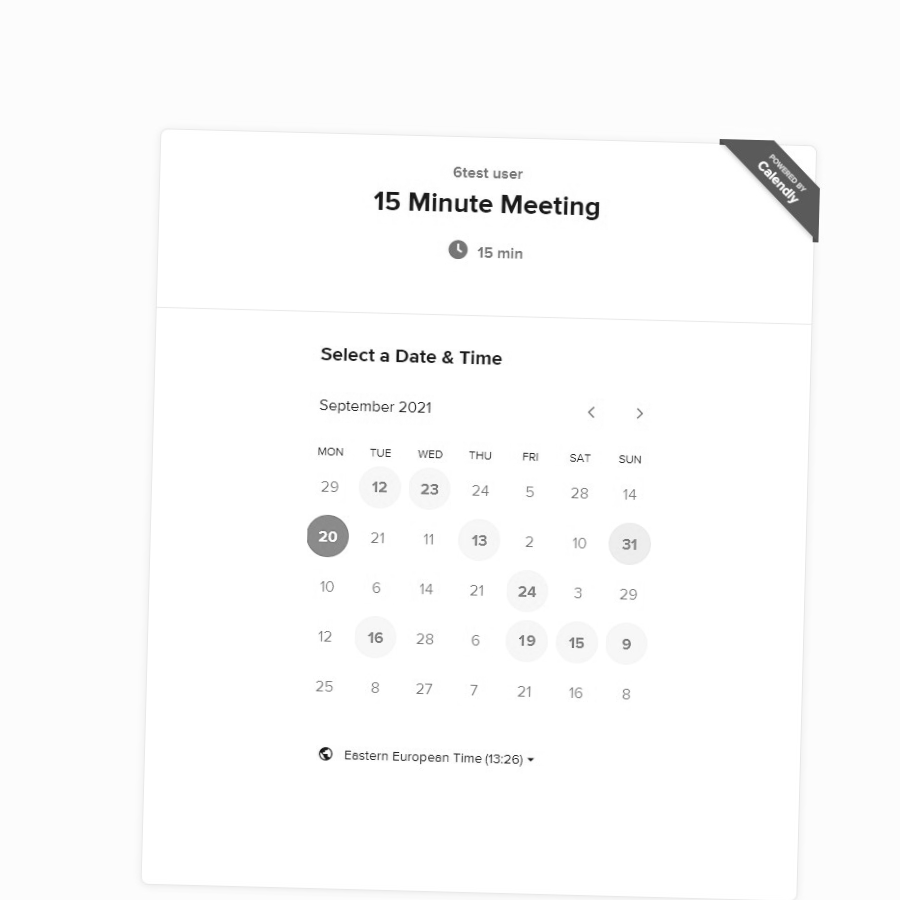 POWERED BY
Calendly
6test user
15 Minute Meeting
15 min
Select a Date & Time
September 2021
MON TUE WED THU FRI SAT SUN
29 12 23 24 5 28 14
20 21 11 13 2 10 31
10 6 14 21 24 3 29
12 16 28 6 19 15 9
25 8 27 7 21 16 8
Eastern European Time (13:26)